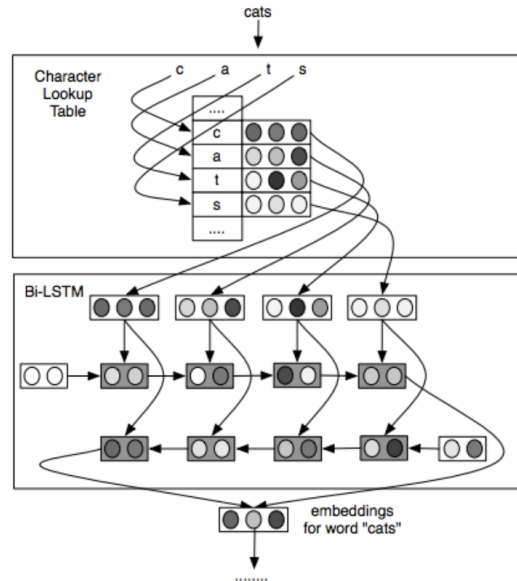 cats
Character
Lookup
Table
c a t s
....
c
a
t
s
....
Bi-LSTM
embeddings
for word "cats"
........